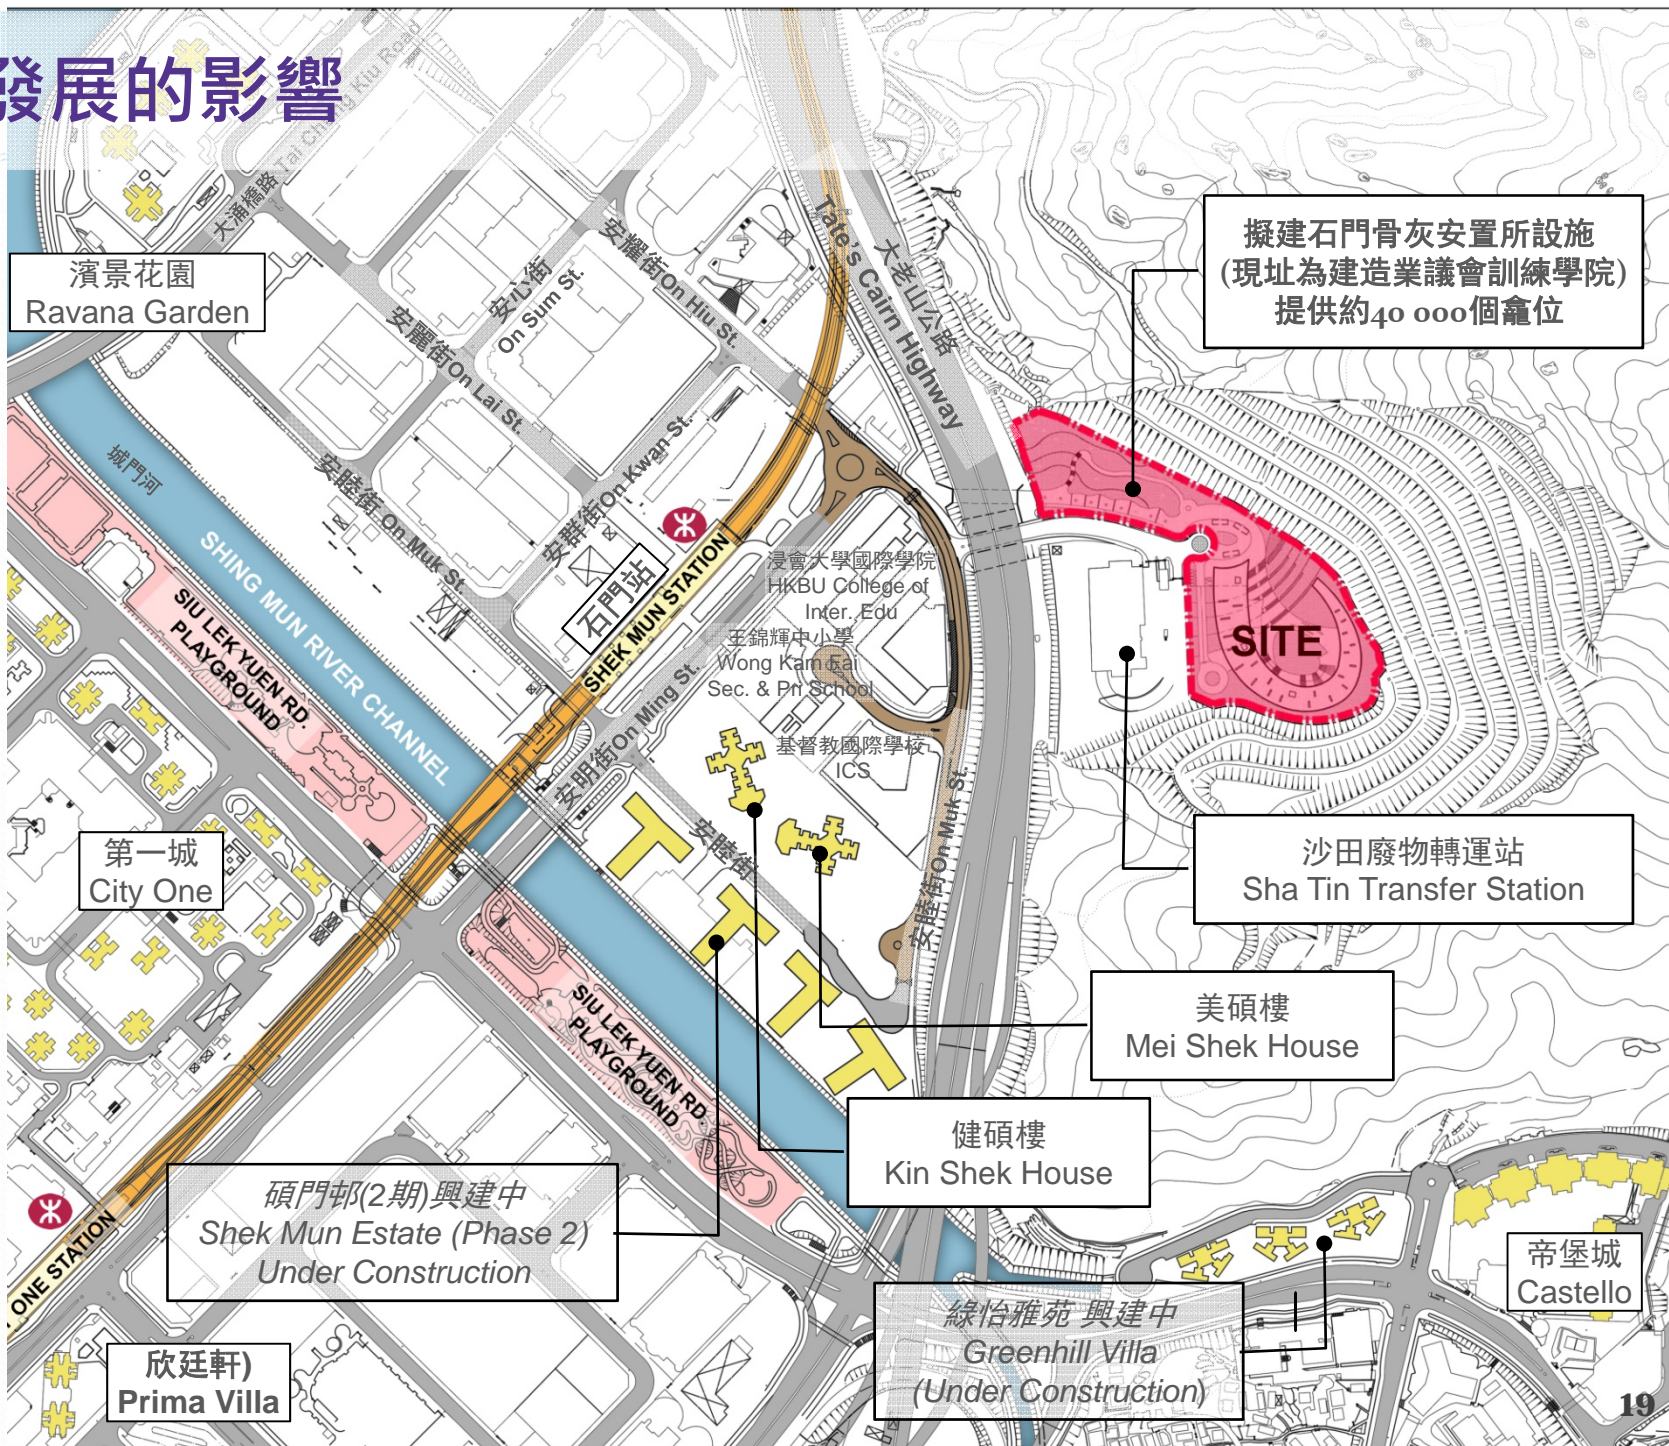 發展的影響
大涌橋路 Tai Chung Kiu Road
濱景花園
Ravana Garden
安心街
On Sum St.
安耀街 On Hiu St.
安麗街 On Lai St.
Tate's Cairn Highway
大老山公路
擬建石門骨灰安置所設施
(現址為建造業議會訓練學院)
提供約40 000個龕位
城門河
SHING MUN RIVER CHANNEL
安睦街 On Muk St.
安群街 On Kwan St.
石門站
SHEK MUN STATION
浸會大學國際學院
HKBU College of
Inter. Edu
王錦輝中小學
Wong Kam Fai
Sec. & Pri School
基督教國際學校
ICS
SITE
SIU LEK YUEN RD.
PLAYGROUND
安明街 On Ming St.
安睦街
安睦街 On Muk St.
第一城
City One
沙田廢物轉運站
Sha Tin Transfer Station
美碩樓
Mei Shek House
健碩樓
Kin Shek House
SIU LEK YUEN RD.
PLAYGROUND
碩門邨(2期)興建中
Shek Mun Estate (Phase 2)
Under Construction
ONE STATION
綠怡雅苑 興建中
Greenhill Villa
(Under Construction)
帝堡城
Castello
欣廷軒)
Prima Villa
19